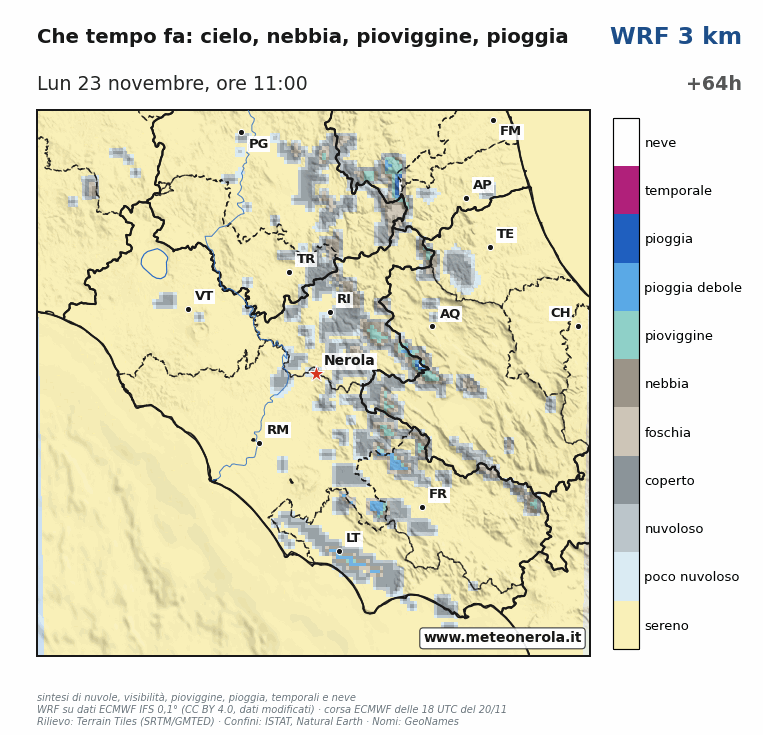 Che tempo fa: cielo, nebbia, pioviggine, pioggia
WRF 3 km
Lun 23 novembre, ore 11:00
+64h
FM
PG
AP
TE
TR
VT
RI
AQ
CH
Nerola
RM
FR
LT
www.meteonerola.it
neve
temporale
pioggia
pioggia debole
pioviggine
nebbia
foschia
coperto
nuvoloso
poco nuvoloso
sereno
sintesi di nuvole, visibilità, pioviggine, pioggia, temporali e neve
WRF su dati ECMWF IFS 0,1° (CC BY 4.0, dati modificati) · corsa ECMWF delle 18 UTC del 20/11
Rilievo: Terrain Tiles (SRTM/GMTED) · Confini: ISTAT, Natural Earth · Nomi: GeoNames